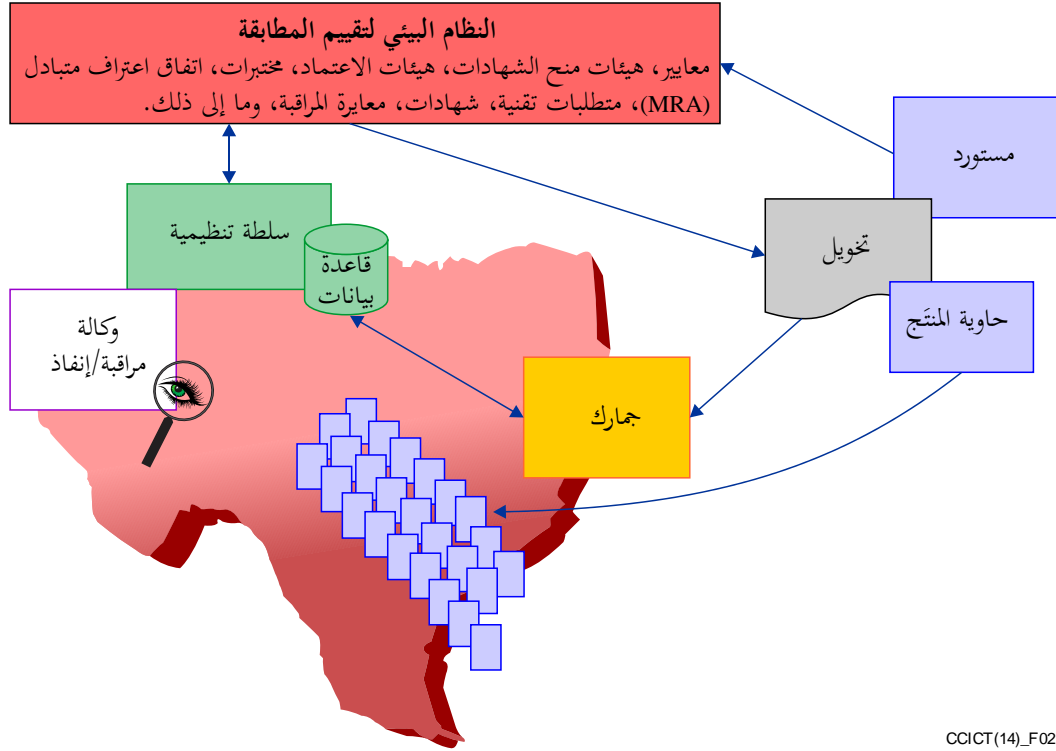 النظام البيئي لتقييم المطابقة
معايير، هيئات منح الشهادات، هيئات الاعتماد، مختبرات، اتفاق اعتراف متبادل
(MRA)، متطلبات تقنية، شهادات، معايرة المراقبة، وما إلى ذلك.
مستورد
سلطة تنظيمية
تخويل
قاعدة
بيانات
حاوية المنتَج
وكالة
مراقبة/إنفاذ
جمارك
CCICT(14)_F02